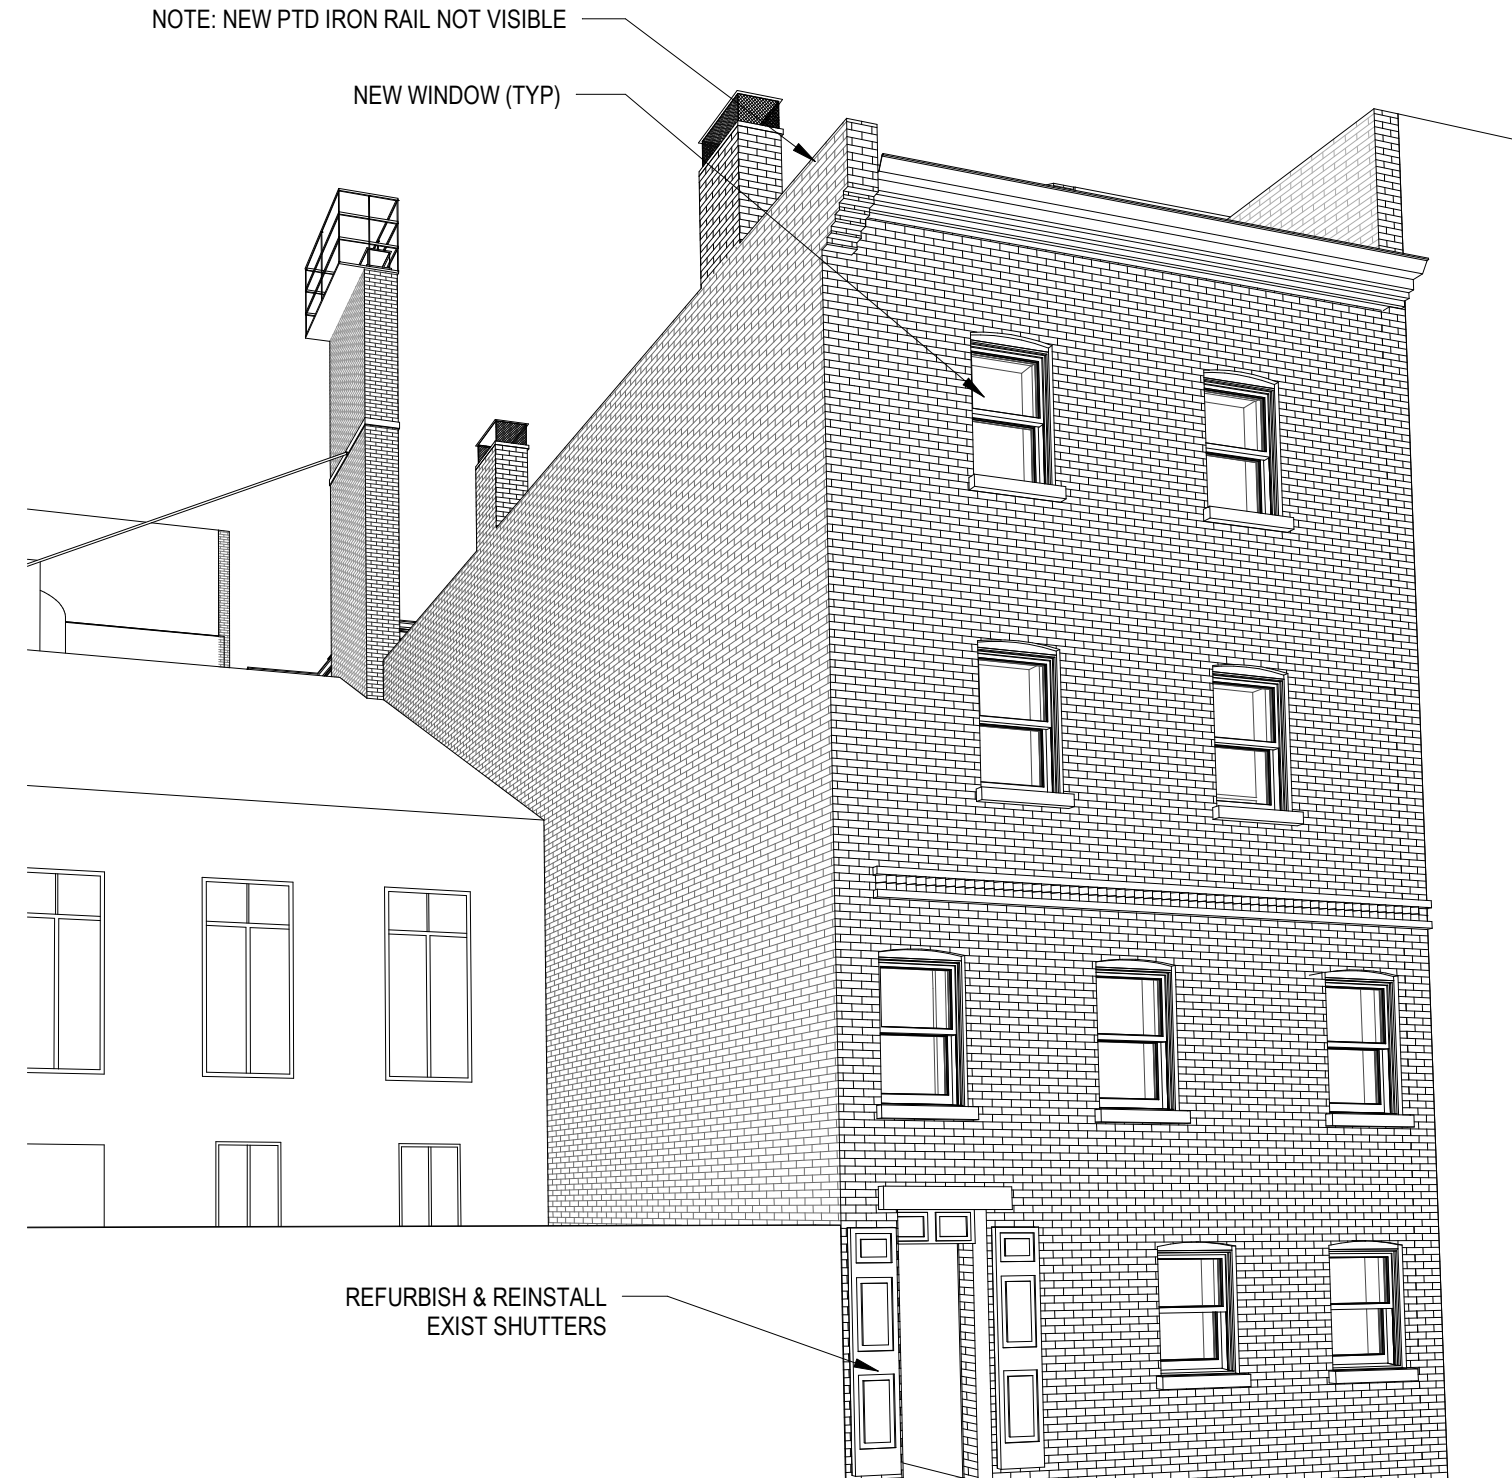 NOTE: NEW PTD IRON RAIL NOT VISIBLE
NEW WINDOW (TYP)
REFURBISH & REINSTALL
EXIST SHUTTERS